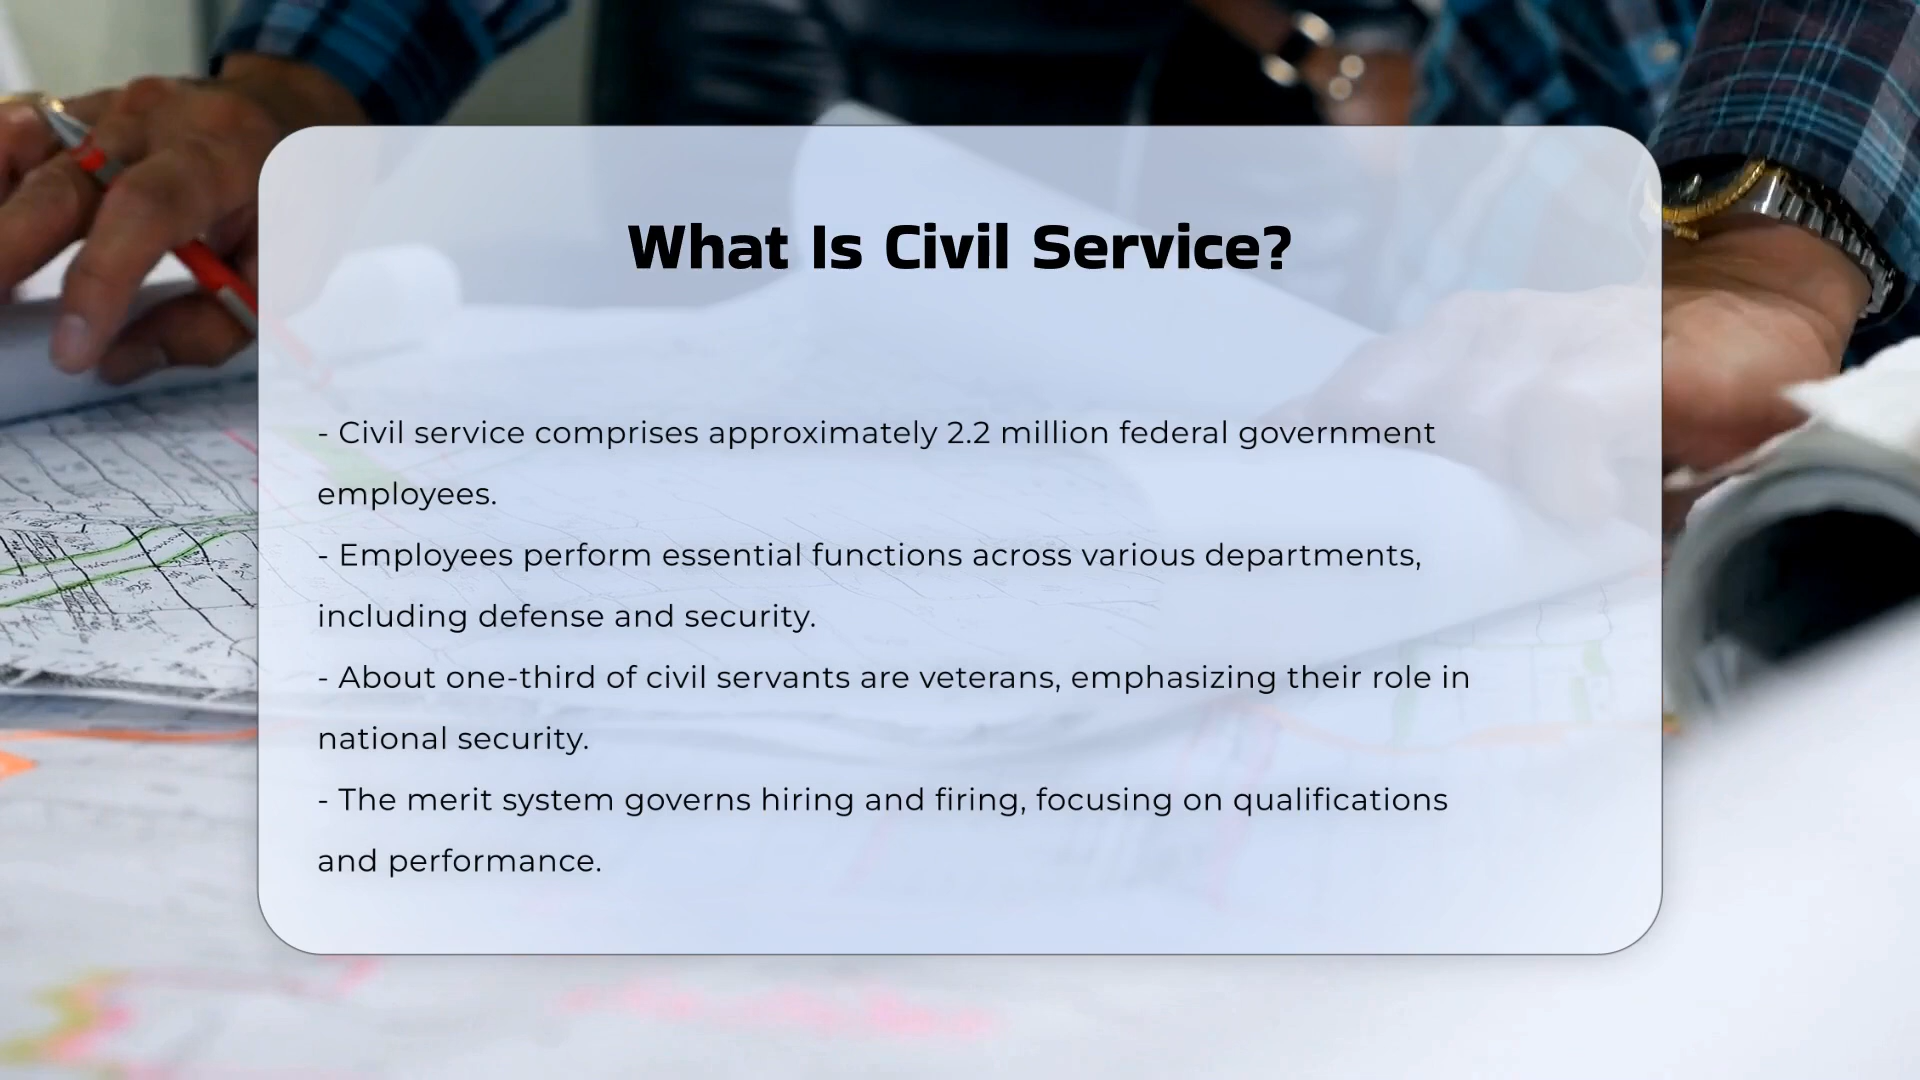 What Is Civil Service?
- Civil service comprises approximately 2.2 million federal government
employees.
- Employees perform essential functions across various departments,
including defense and security.
- About one-third of civil servants are veterans, emphasizing their role in
national security.
- The merit system governs hiring and firing, focusing on qualifications
and performance.